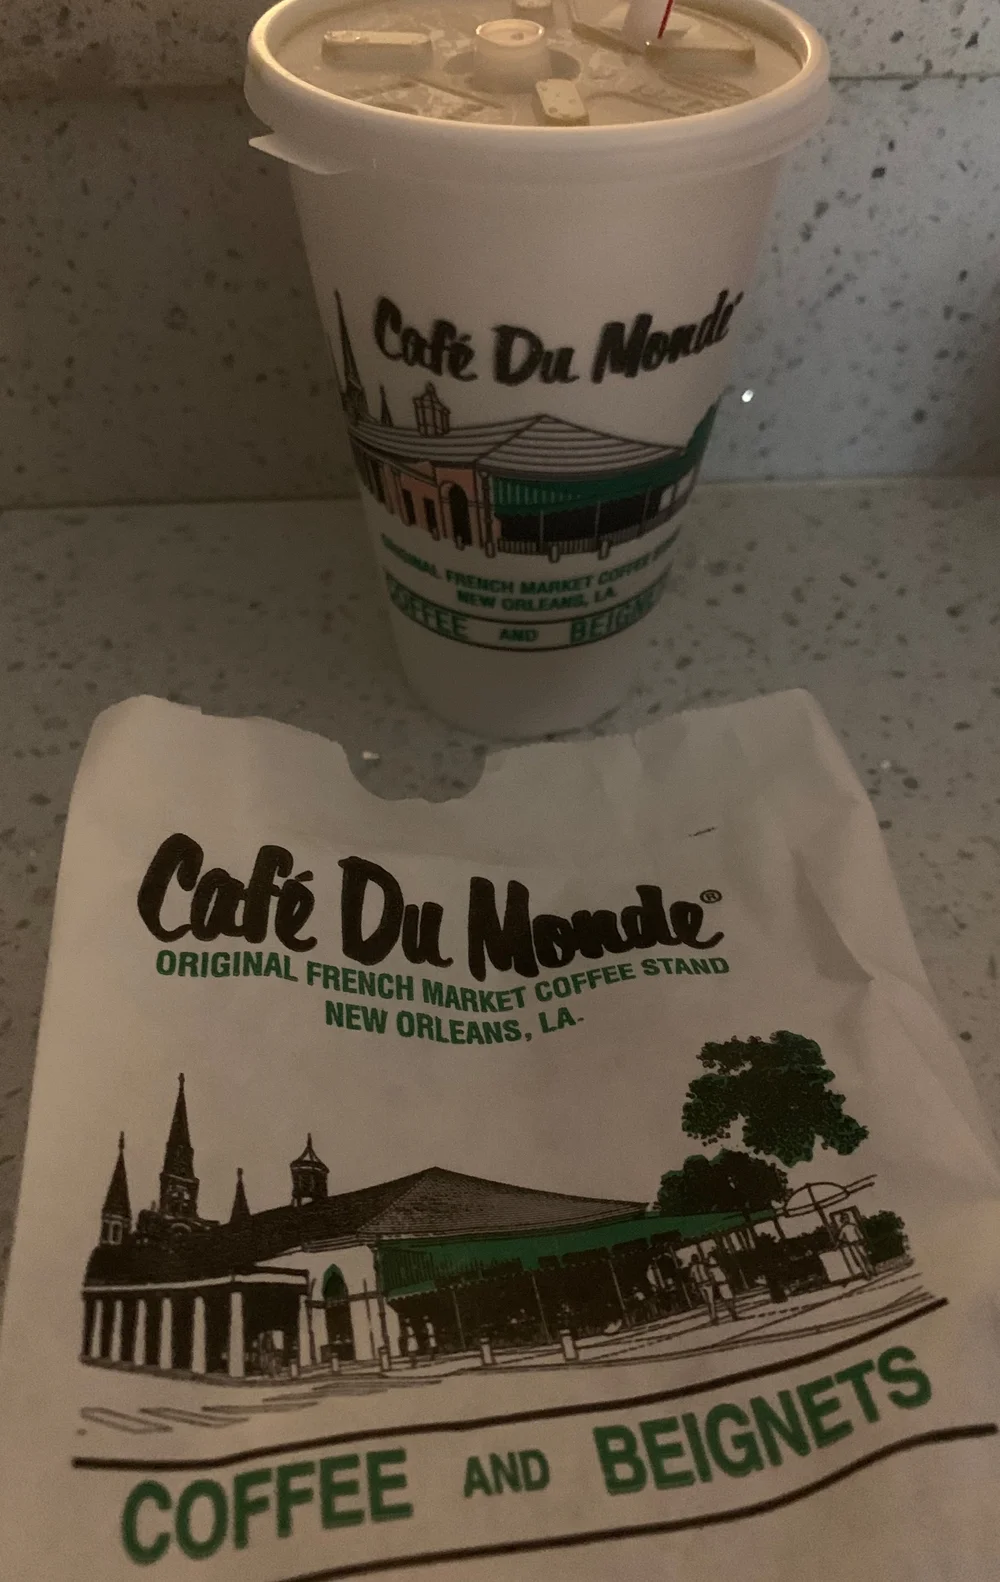 Café Du Monde
ORIGINAL FRENCH MARKET COFFEE
NEW ORLEANS, LA.
COFFEE AND BEIGNETS
Café Du Monde®
ORIGINAL FRENCH MARKET COFFEE STAND
NEW ORLEANS, LA.
COFFEE AND BEIGNETS